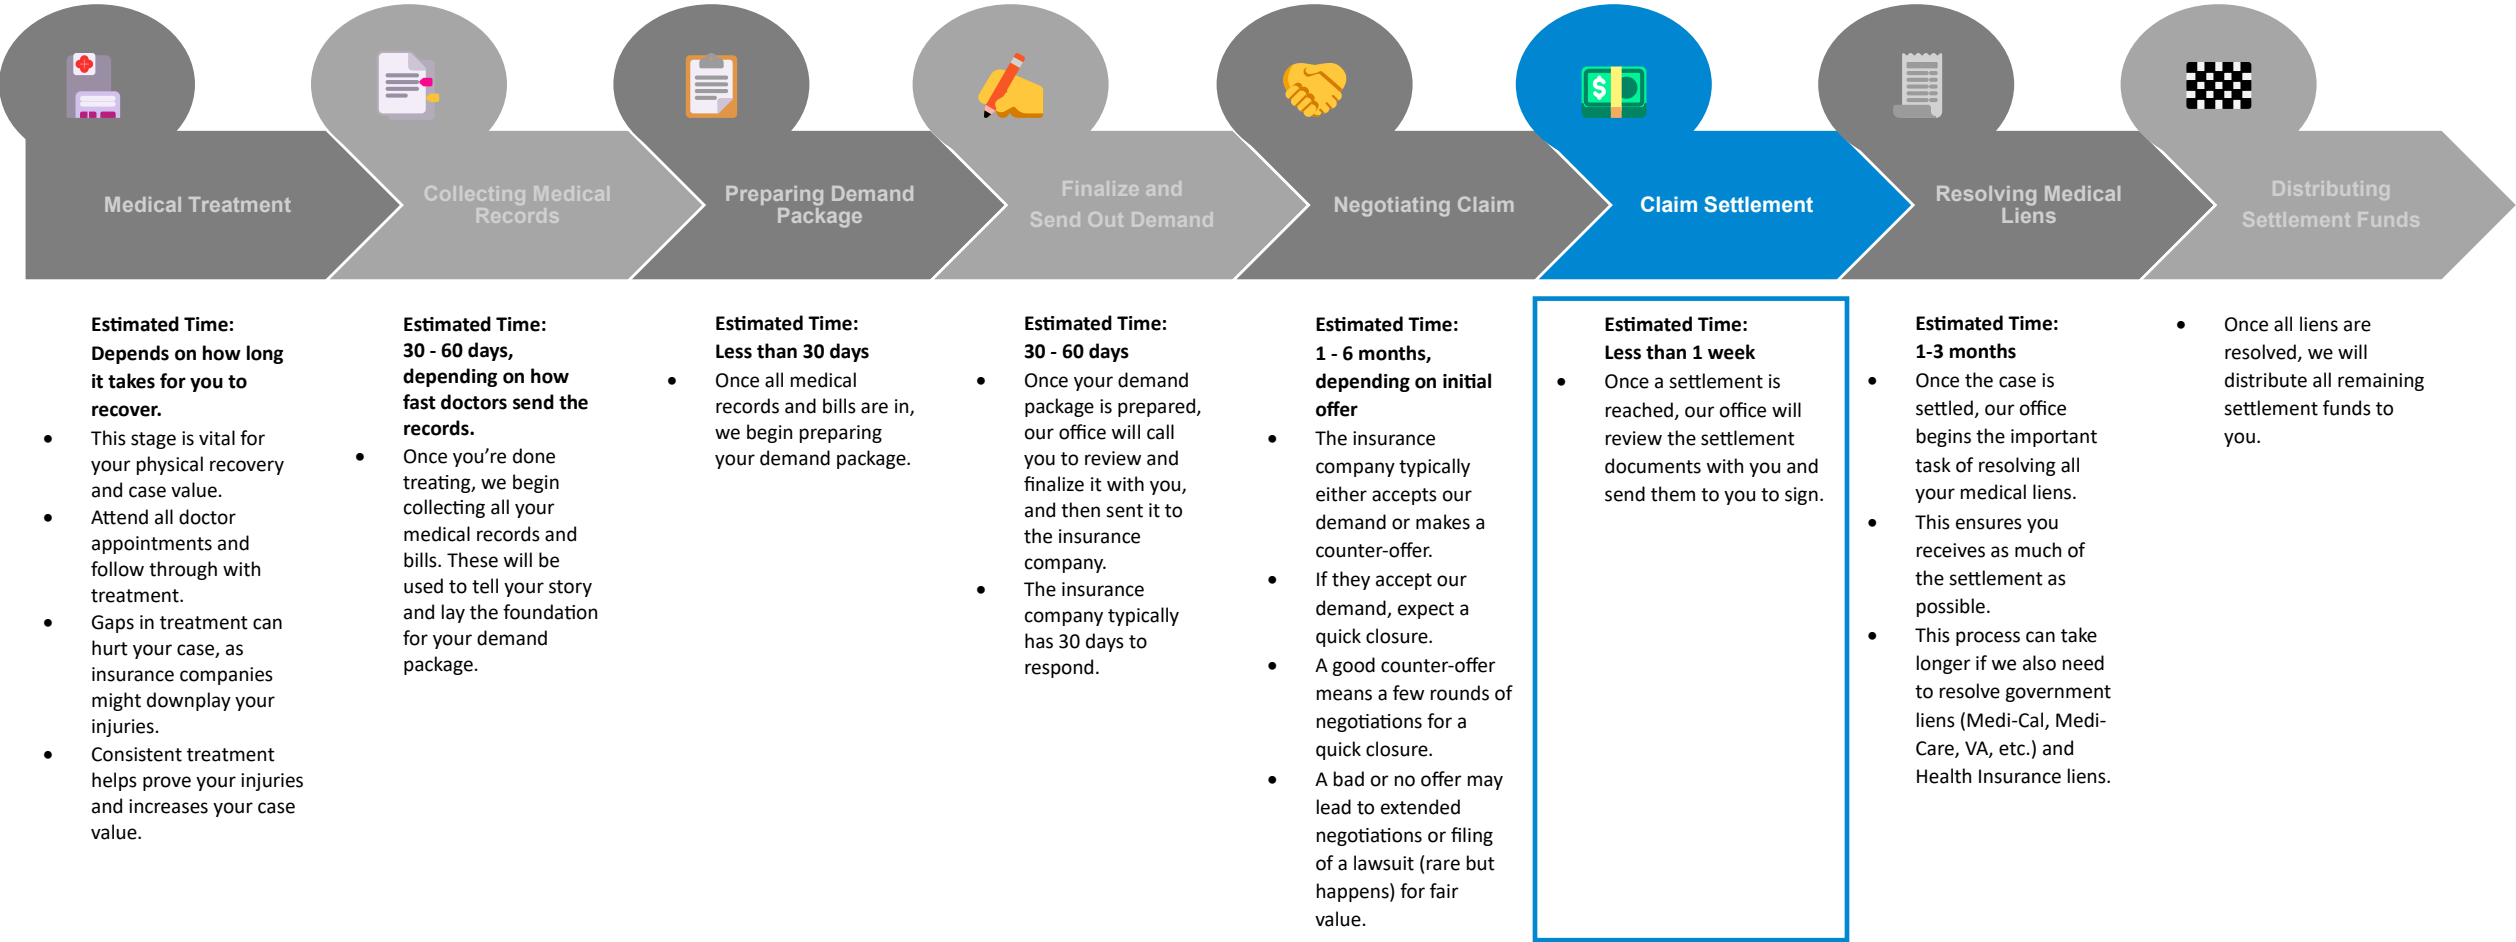 Medical Treatment
Collecting Medical
Records
Preparing Demand
Package
Finalize and
Send Out Demand
Negotiating Claim
Claim Settlement
Resolving Medical
Liens
Distributing
Settlement Funds
Estimated Time:
Depends on how long
it takes for you to
recover.
• This stage is vital for
your physical recovery
and case value.
• Attend all doctor
appointments and
follow through with
treatment.
• Gaps in treatment can
hurt your case, as
insurance companies
might downplay your
injuries.
• Consistent treatment
helps prove your injuries
and increases your case
value.
Estimated Time:
30 - 60 days,
depending on how
fast doctors send the
records.
• Once you’re done
treating, we begin
collecting all your
medical records and
bills. These will be
used to tell your story
and lay the foundation
for your demand
package.
Estimated Time:
Less than 30 days
• Once all medical
records and bills are in,
we begin preparing
your demand package.
Estimated Time:
30 - 60 days
• Once your demand
package is prepared,
our office will call
you to review and
finalize it with you,
and then sent it to
the insurance
company.
• The insurance
company typically
has 30 days to
respond.
Estimated Time:
1 - 6 months,
depending on initial
offer
• The insurance
company typically
either accepts our
demand or makes a
counter-offer.
• If they accept our
demand, expect a
quick closure.
• A good counter-offer
means a few rounds of
negotiations for a
quick closure.
• A bad or no offer may
lead to extended
negotiations or filing
of a lawsuit (rare but
happens) for fair
value.
Estimated Time:
Less than 1 week
• Once a settlement is
reached, our office will
review the settlement
documents with you and
send them to you to sign.
Estimated Time:
1-3 months
• Once the case is
settled, our office
begins the important
task of resolving all
your medical liens.
• This ensures you
receives as much of
the settlement as
possible.
• This process can take
longer if we also need
to resolve government
liens (Medi-Cal, Medi-
Care, VA, etc.) and
Health Insurance liens.
• Once all liens are
resolved, we will
distribute all remaining
settlement funds to
you.